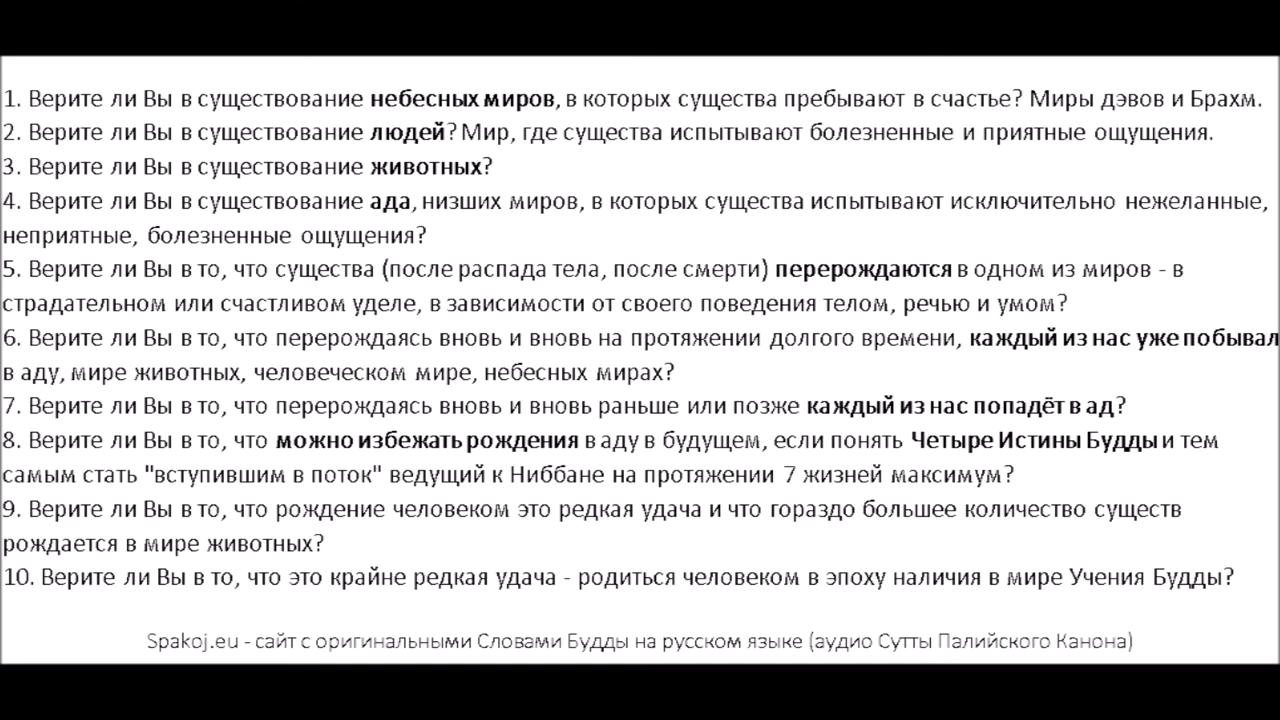 1. Верите ли Вы в существование небесных миров, в которых существа пребывают в счастье? Миры дэвов и Брахм.
2. Верите ли Вы в существование людей? Мир, где существа испытывают болезненные и приятные ощущения.
3. Верите ли Вы в существование животных?
4. Верите ли Вы в существование ада, низших миров, в которых существа испытывают исключительно нежеланные,
неприятные, болезненные ощущения?
5. Верите ли Вы в то, что существа (после распада тела, после смерти) перерождаются в одном из миров - в
страдательном или счастливом уделе, в зависимости от своего поведения телом, речью и умом?
6. Верите ли Вы в то, что перерождаясь вновь и вновь на протяжении долгого времени, каждый из нас уже побывал
в аду, мире животных, человеческом мире, небесных мирах?
7. Верите ли Вы в то, что перерождаясь вновь и вновь раньше или позже каждый из нас попадёт в ад?
8. Верите ли Вы в то, что можно избежать рождения в аду в будущем, если понять Четыре Истины Будды и тем
самым стать "вступившим в поток" ведущий к Ниббане на протяжении 7 жизней максимум?
9. Верите ли Вы в то, что рождение человеком это редкая удача и что гораздо большее количество существ
рождается в мире животных?
10. Верите ли Вы в то, что это крайне редкая удача - родиться человеком в эпоху наличия в мире Учения Будды?
Spakoj.eu - сайт с оригинальными Словами Будды на русском языке (аудио Сутты Палийского Канона)